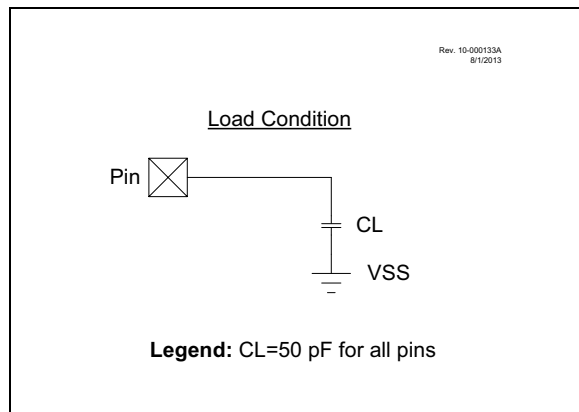 Rev. 10-000133A
8/1/2013
Load Condition
Pin
CL
VSS
Legend: CL=50 pF for all pins